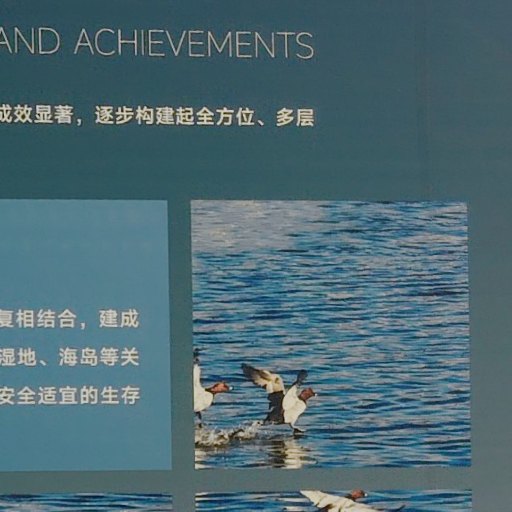 AND ACHIEVEMENTS
成效显著，逐步构建起全方位、多层
复相结合，建成
湿地、海岛等关
安全适宜的生存